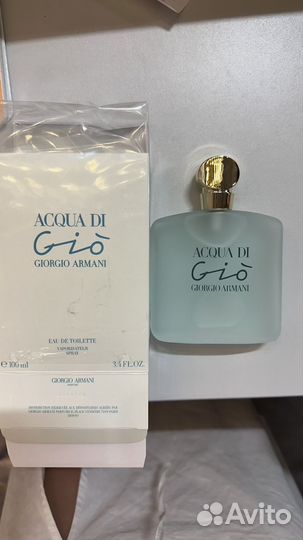 ACQUA DI
Giò
GIORGIO ARMANI
EAU DE TOILETTE
VAPORISATEUR
SPRAY
e 100 ml
3.4 FL.OZ.
GIORGIO ARMANI
ACQUA DI
Giò
GIORGIO ARMANI
Avito